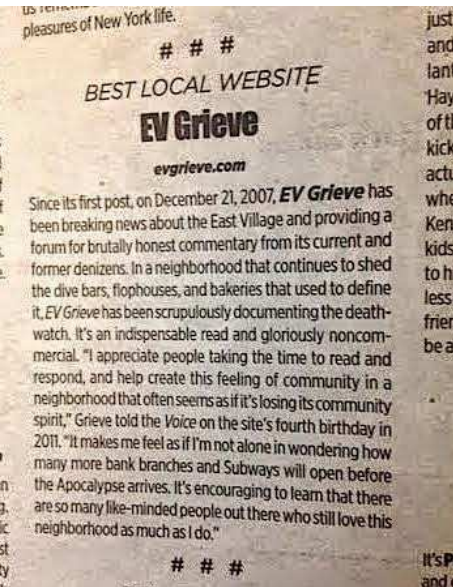 pleasures of New York life.
# # #
BEST LOCAL WEBSITE
EV Grieve
evgrieve.com
Since its first post, on December 21, 2007, EV Grieve has
been breaking news about the East Village and providing a
forum for brutally honest commentary from its current and
former denizens. In a neighborhood that continues to shed
the dive bars, flophouses, and bakeries that used to define
it, EV Grieve has been scrupulously documenting the death-
watch. It's an indispensable read and gloriously noncom-
mercial. "I appreciate people taking the time to read and
respond, and help create this feeling of community in a
neighborhood that often seems as if it's losing its community
spirit," Grieve told the Voice on the site's fourth birthday in
2011. "It makes me feel as if I'm not alone in wondering how
many more bank branches and Subways will open before
the Apocalypse arrives. It's encouraging to learn that there
are so many like-minded people out there who still love this
neighborhood as much as I do."
# # #
just
and
lant
'Hay
of th
kick
actu
whe
Ken
kids
to h
less
frien
be a
It's P
and